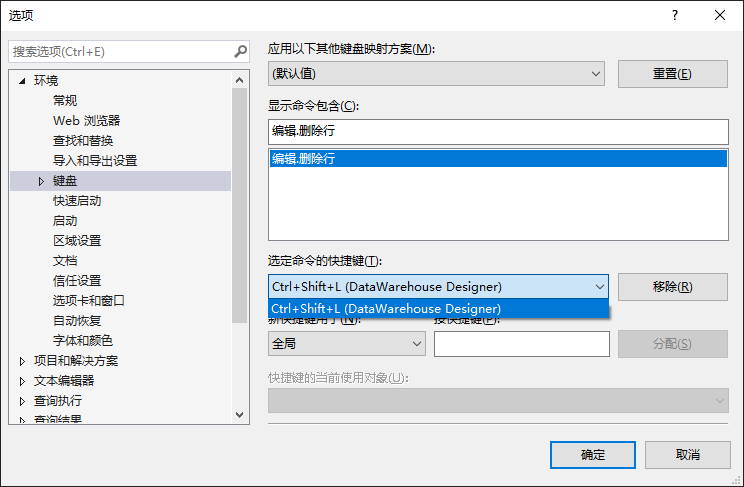 选项
搜索选项(Ctrl+E)
环境
常规
Web 浏览器
查找和替换
导入和导出设置
键盘
快速启动
启动
区域设置
文档
信任设置
选项卡和窗口
自动恢复
字体和颜色
项目和解决方案
文本编辑器
查询执行
查询结果
应用以下其他键盘映射方案(M):
(默认值)
重置(E)
显示命令包含(C):
编辑.删除行
编辑.删除行
选定命令的快捷键(T):
Ctrl+Shift+L (DataWarehouse Designer)
移除(R)
Ctrl+Shift+L (DataWarehouse Designer)
新快捷键用于(N):
按快捷键(P):
全局
分配(S)
快捷键的当前使用对象(U):
确定
取消